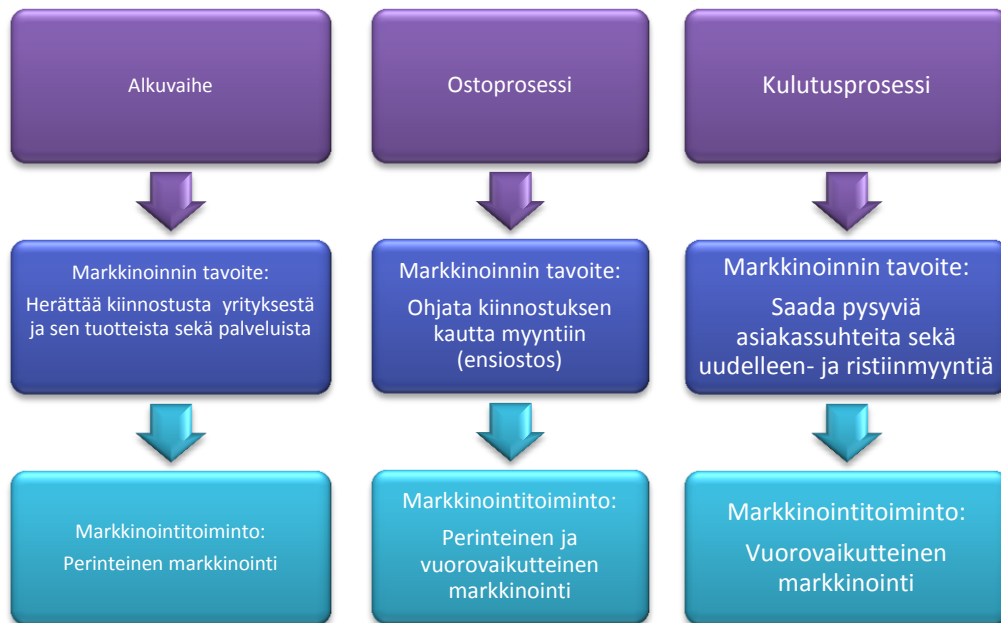 Alkuvaihe
Ostoprosessi
Kulutusprosessi
Markkinoinnin tavoite:
Herättää kiinnostusta yrityksestä
ja sen tuotteista sekä palveluista
Markkinoinnin tavoite:
Ohjata kiinnostuksen
kautta myyntiin
(ensiostos)
Markkinoinnin tavoite:
Saada pysyviä
asiakassuhteita sekä
uudelleen- ja ristiinmyyntiä
Markkinointitoiminto:
Perinteinen markkinointi
Markkinointitoiminto:
Perinteinen ja
vuorovaikutteinen
markkinointi
Markkinointitoiminto:
Vuorovaikutteinen
markkinointi